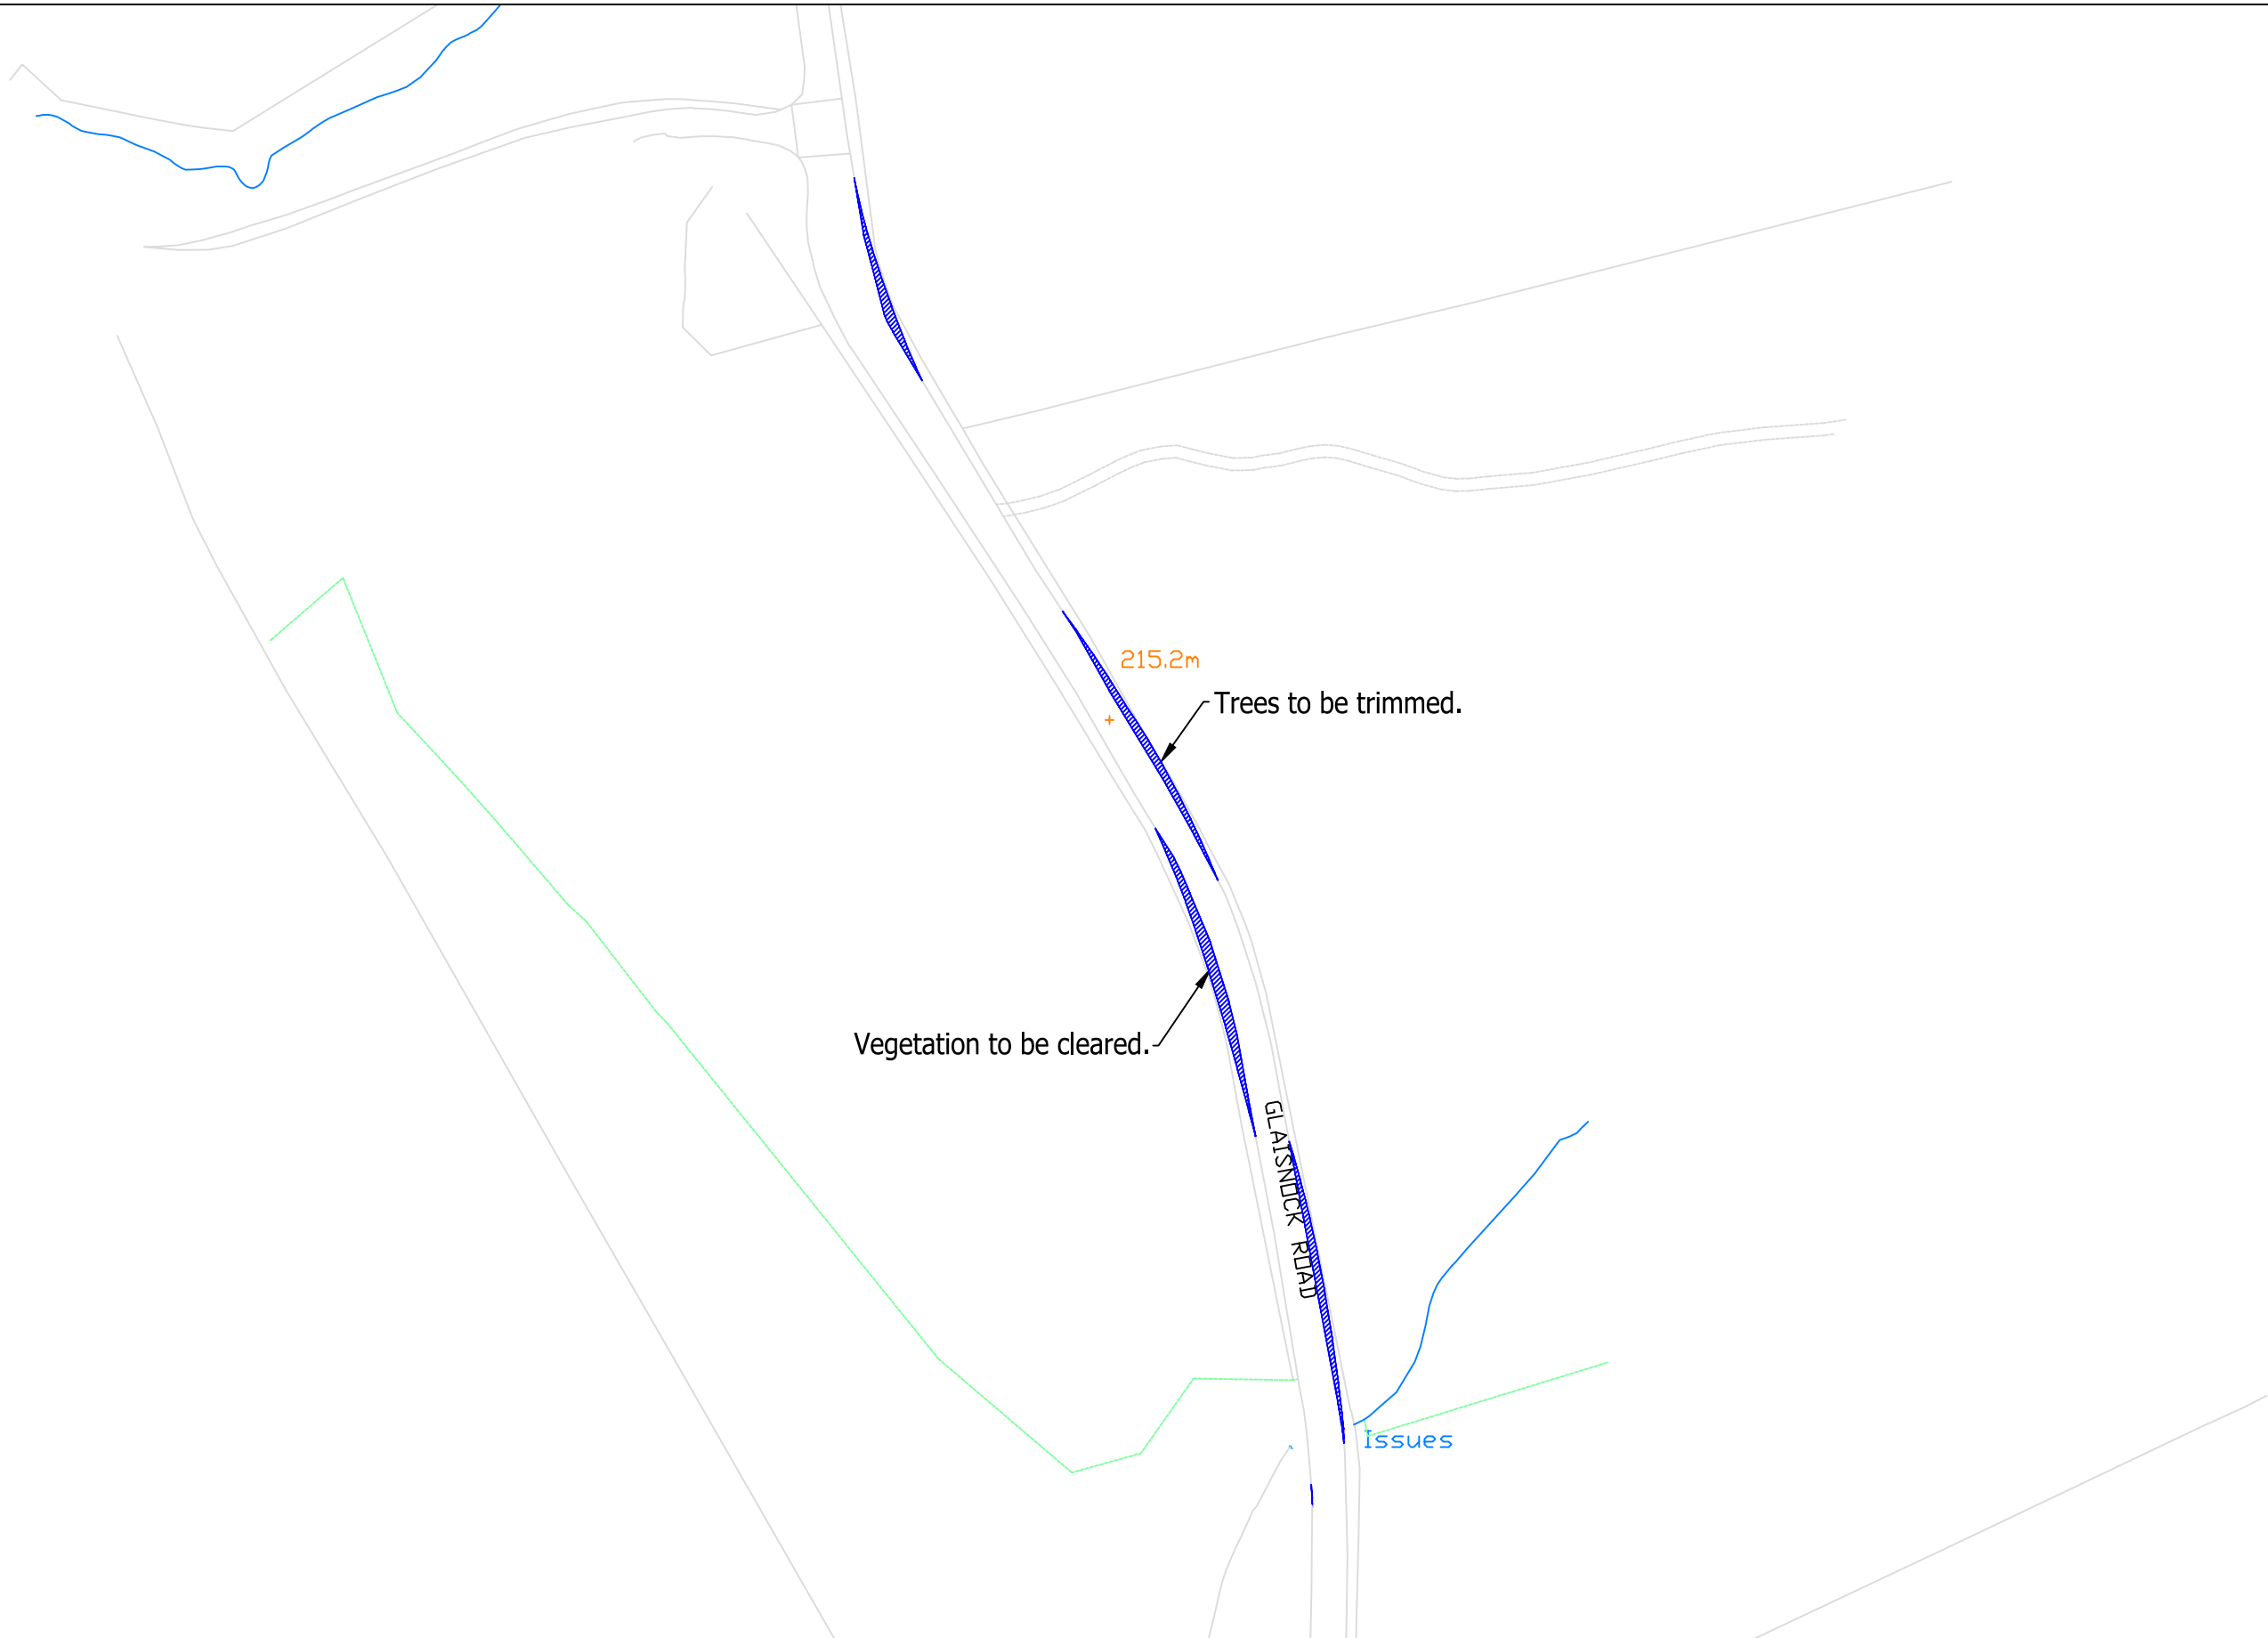 215.2m
Trees to be trimmed.
Vegetation to be cleared.
GLAISNOCK ROAD
Issues